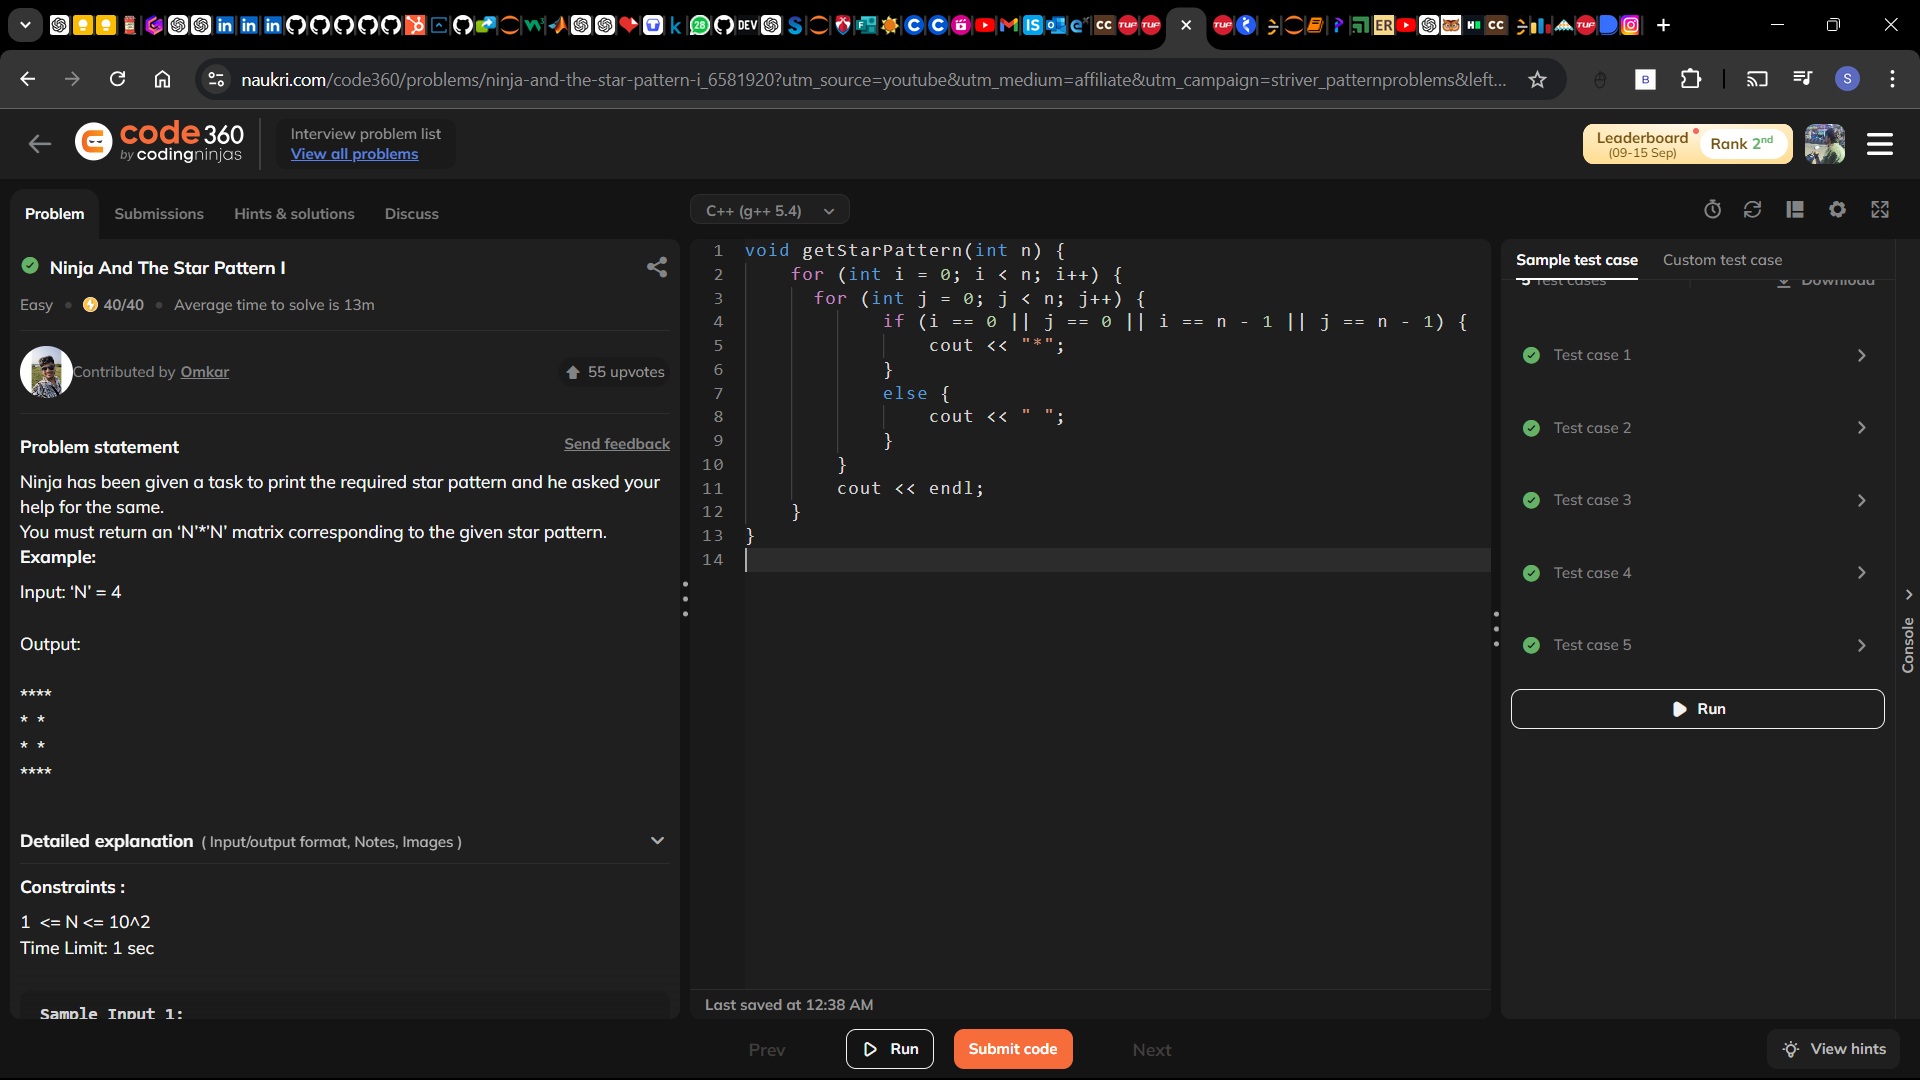 naukri.com/code360/problems/ninja-and-the-star-pattern-i_6581920?utm_source=youtube&utm_medium=affiliate&utm_campaign=striver_patternproblems&left...
code 360
by codingninjas
Interview problem list
View all problems
Leaderboard
(09-15 Sep)
Rank 2nd
Problem
Submissions
Hints & solutions
Discuss
Ninja And The Star Pattern I
Easy • 40/40 • Average time to solve is 13m
Contributed by Omkar
55 upvotes
Problem statement
Send feedback
Ninja has been given a task to print the required star pattern and he asked your
help for the same.
You must return an ‘N’*’N’ matrix corresponding to the given star pattern.
Example:
Input: ‘N’ = 4
Output:
****
*  *
*  *
****
Detailed explanation ( Input/output format, Notes, Images )
Constraints :
1  <= N <= 10^2
Time Limit: 1 sec
Sample Input 1:
C++ (g++ 5.4)
1 void getStarPattern(int n) {
2     for (int i = 0; i < n; i++) {
3       for (int j = 0; j < n; j++) {
4             if (i == 0 || j == 0 || i == n - 1 || j == n - 1) {
5                 cout << "*";
6             }
7             else {
8                 cout << " ";
9             }
10         }
11         cout << endl;
12     }
13 }
14
Last saved at 12:38 AM
Sample test case
Custom test case
5 Test cases
Download
Test case 1
Test case 2
Test case 3
Test case 4
Test case 5
Run
Console
Prev
Run
Submit code
Next
View hints